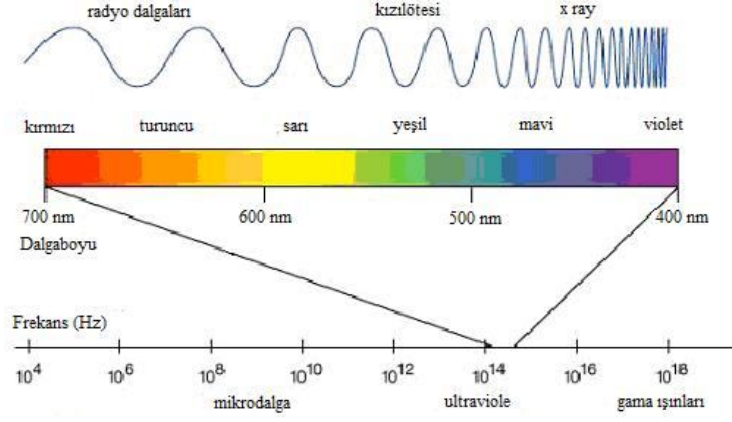 radyo dalgaları kızılötesi x ray
kırmızı turuncu sarı yeşil mavi violet
700 nm 600 nm 500 nm 400 nm
Dalgaboyu
Frekans (Hz)
10⁴ 10⁶ 10⁸ 10¹⁰ 10¹² 10¹⁴ 10¹⁶ 10¹⁸
mikrodalga ultraviole gama ışınları